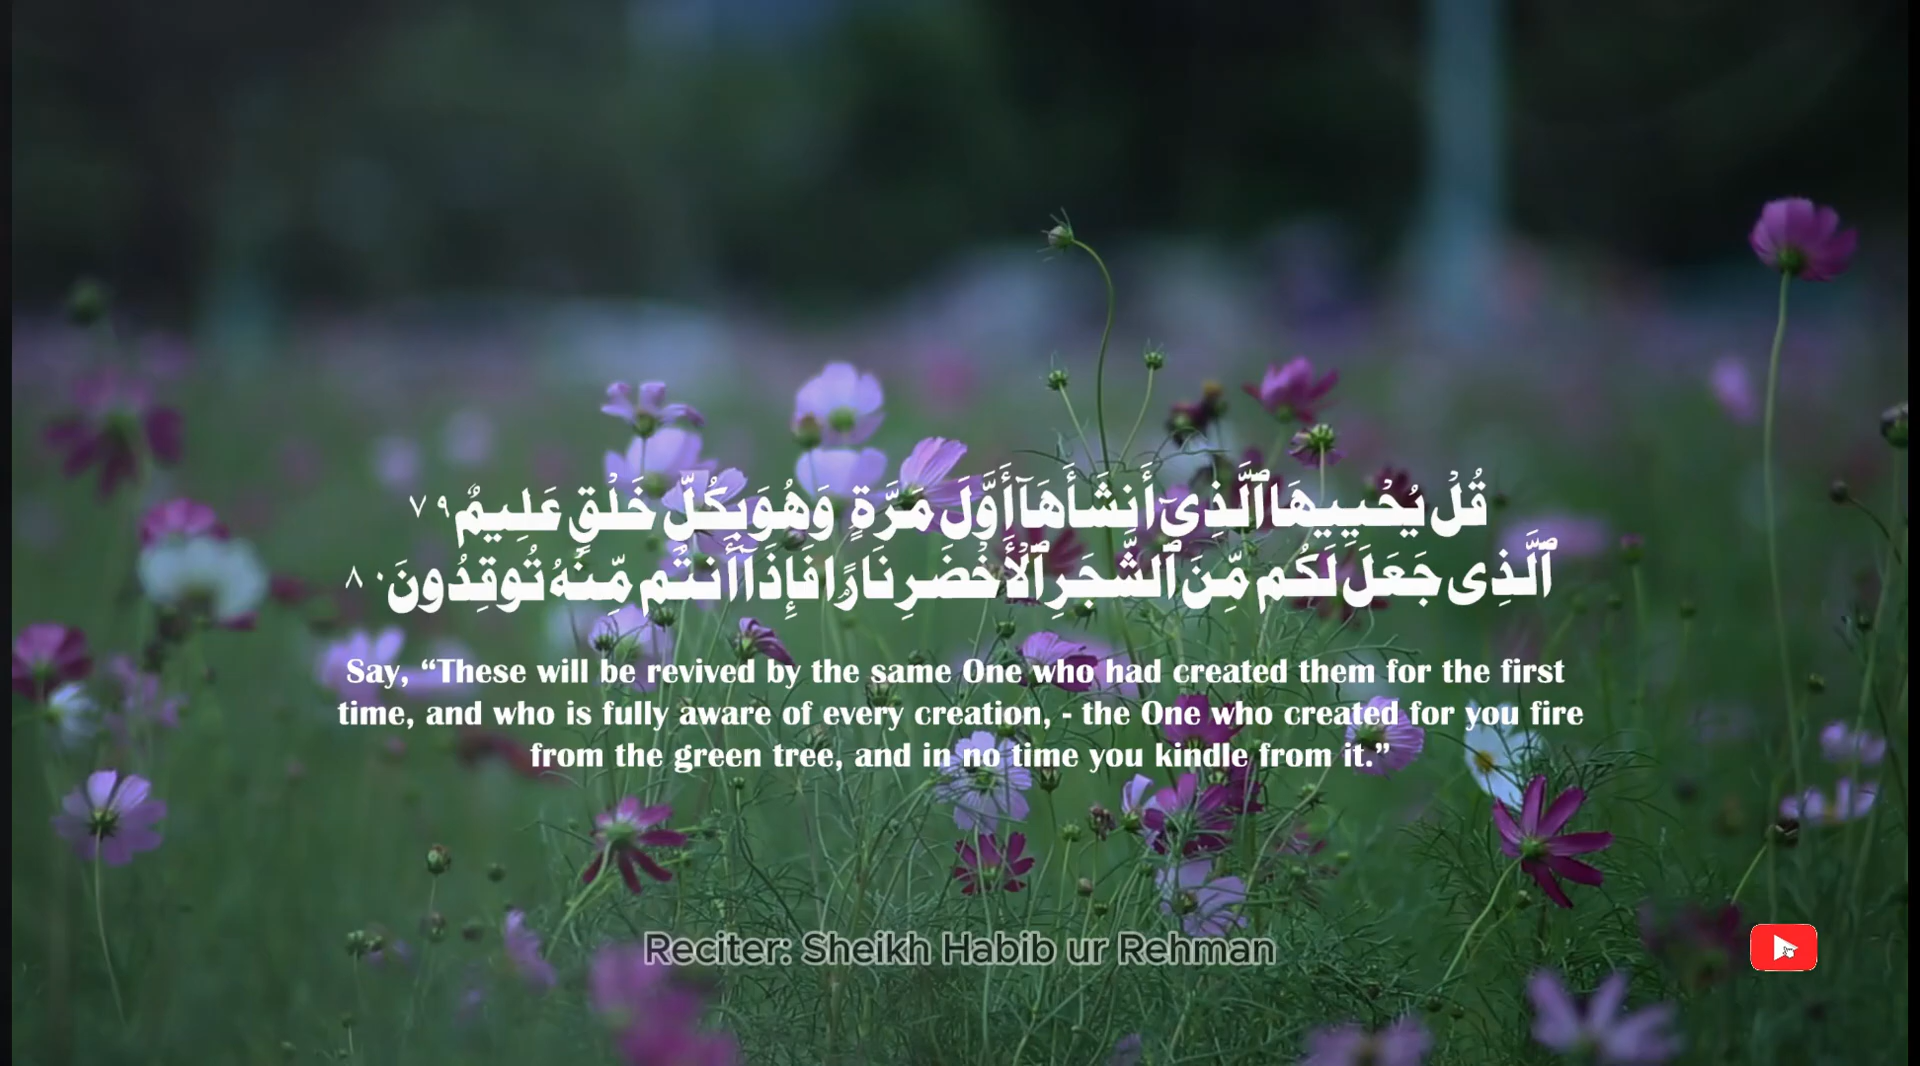 قُلْ يُحْيِيهَا ٱلَّذِىٓ أَنشَأَهَآ أَوَّلَ مَرَّةٍ وَهُوَ بِكُلِّ خَلْقٍ عَلِيمٌ ٧٩
ٱلَّذِى جَعَلَ لَكُم مِّنَ ٱلشَّجَرِ ٱلْأَخْضَرِ نَارًا فَإِذَآ أَنتُم مِّنْهُ تُوقِدُونَ ٨٠
Say, “These will be revived by the same One who had created them for the first
time, and who is fully aware of every creation, - the One who created for you fire
from the green tree, and in no time you kindle from it.”
Reciter: Sheikh Habib ur Rehman